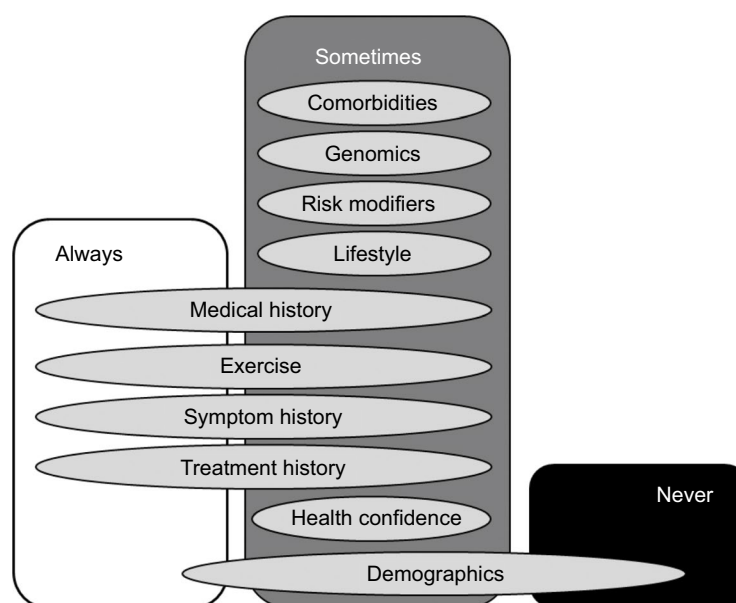 Sometimes
Comorbidities
Genomics
Risk modifiers
Lifestyle
Always
Medical history
Exercise
Symptom history
Treatment history
Never
Health confidence
Demographics